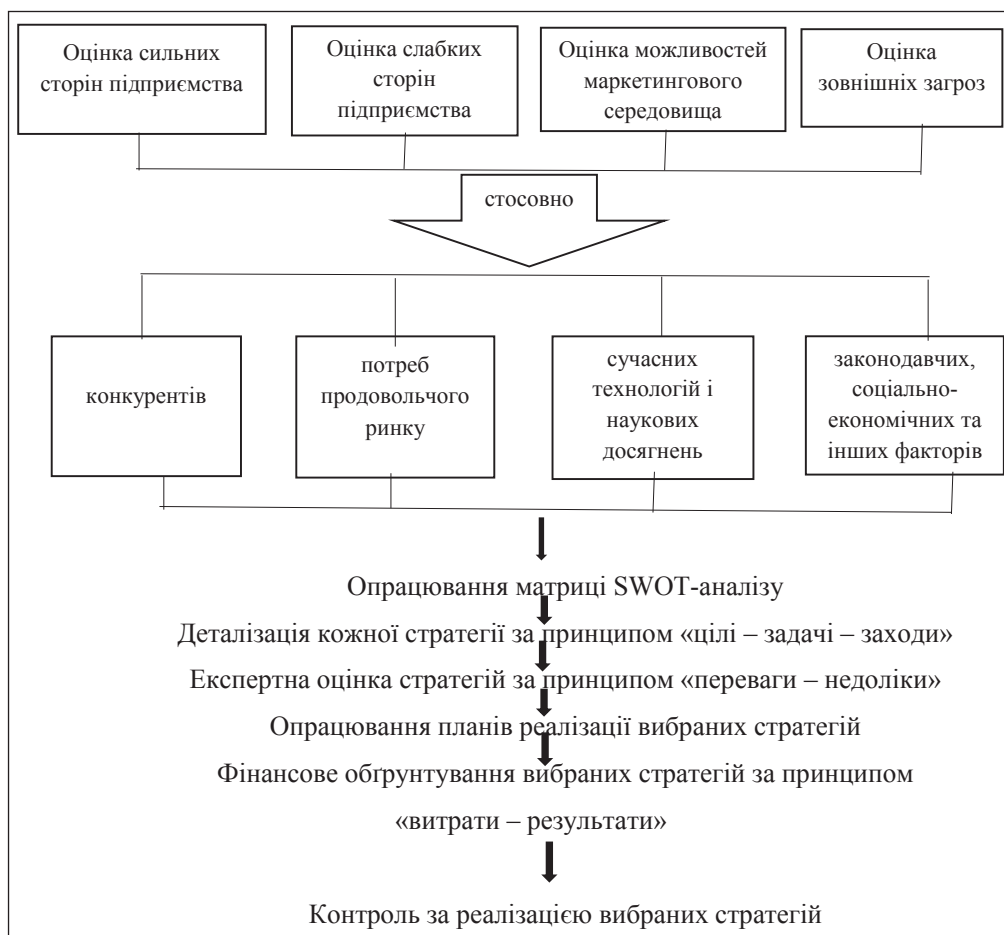 Оцінка сильних
сторін підприємства
Оцінка слабких
сторін
підприємства
Оцінка можливостей
маркетингового
середовища
Оцінка
зовнішніх загроз
стосовно
конкурентів
потреб
продовольчого
ринку
сучасних
технологій і
наукових
досягнень
законодавчих,
соціально-
економічних та
інших факторів
Опрацювання матриці SWOT-аналізу
Деталізація кожної стратегії за принципом «цілі – задачі – заходи»
Експертна оцінка стратегій за принципом «переваги – недоліки»
Опрацювання планів реалізації вибраних стратегій
Фінансове обґрунтування вибраних стратегій за принципом
«витрати – результати»
Контроль за реалізацією вибраних стратегій